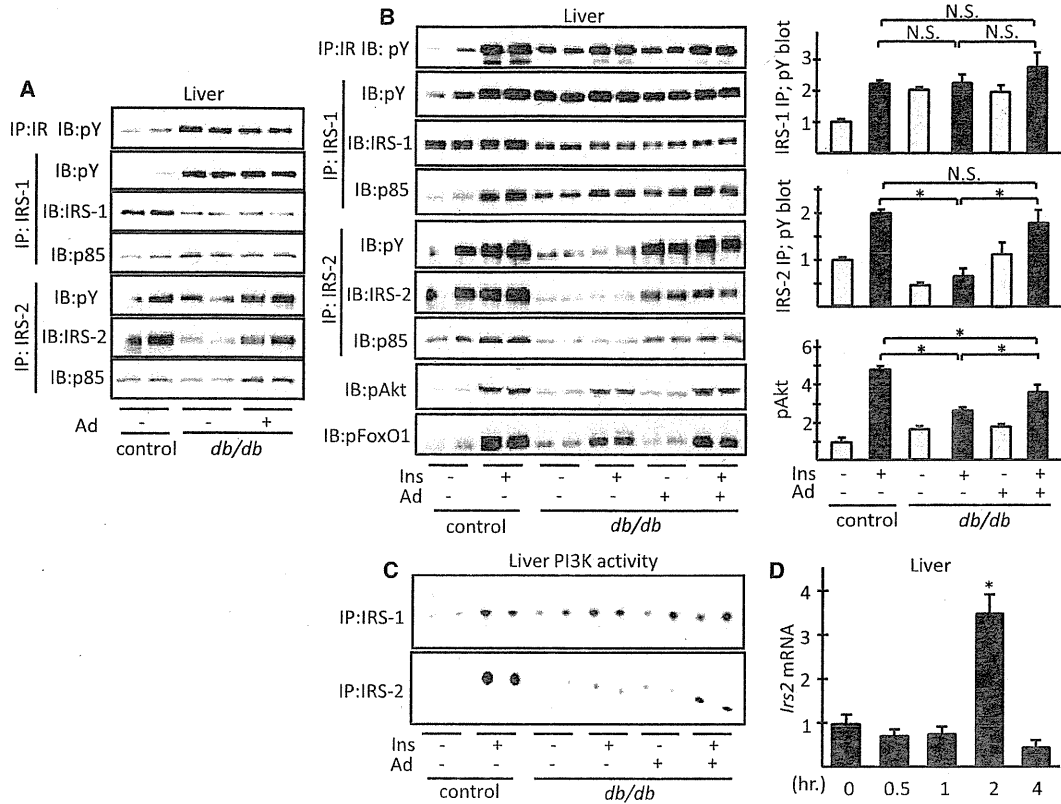 A
Liver
IP:IR IB:pY
IP: IRS-1
IB:pY
IB:IRS-1
IB:p85
IP: IRS-2
IB:pY
IB:IRS-2
IB:p85
Ad - - +
control db/db
B
Liver
IP:IR IB: pY
IP: IRS-1
IB:pY
IB:IRS-1
IB:p85
IP: IRS-2
IB:pY
IB:IRS-2
IB:p85
IB:pAkt
IB:pFoxO1
Ins - + - + - +
Ad - - - - + +
control db/db
IRS-1 IP; pY blot
3
2
1
N.S.
N.S. N.S.
IRS-2 IP; pY blot
2
1
N.S.
* *
pAkt
6
4
2
*
* *
Ins - + - + - +
Ad - - - - + +
control db/db
C
Liver PI3K activity
IP:IRS-1
IP:IRS-2
Ins - + - + - +
Ad - - - - + +
control db/db
D
Liver
Irs2 mRNA
4
3
2
1
*
(hr.) 0 0.5 1 2 4